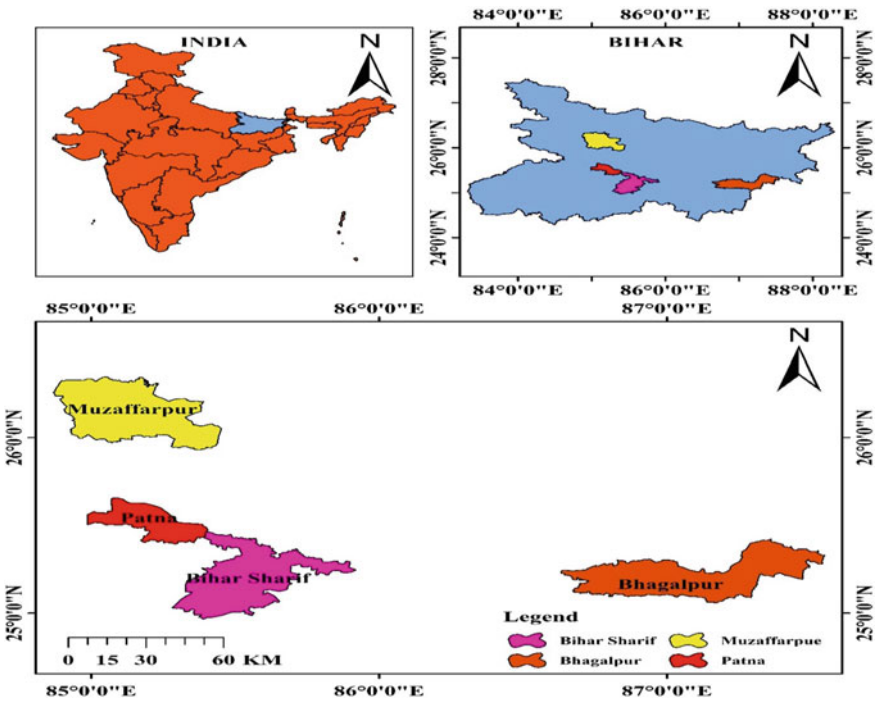 INDIA
N
84°0'0"E 86°0'0"E 88°0'0"E
BIHAR
N
28°0'0"N
26°0'0"N
24°0'0"N
28°0'0"N
26°0'0"N
24°0'0"N
84°0'0"E 86°0'0"E 88°0'0"E
85°0'0"E 86°0'0"E 87°0'0"E
N
26°0'0"N
25°0'0"N
26°0'0"N
25°0'0"N
Muzaffarpur
Patna
Bihar Sharif
Bhagalpur
0 15 30 60 KM
Legend
Bihar Sharif
Muzaffarpue
Bhagalpur
Patna
85°0'0"E 86°0'0"E 87°0'0"E